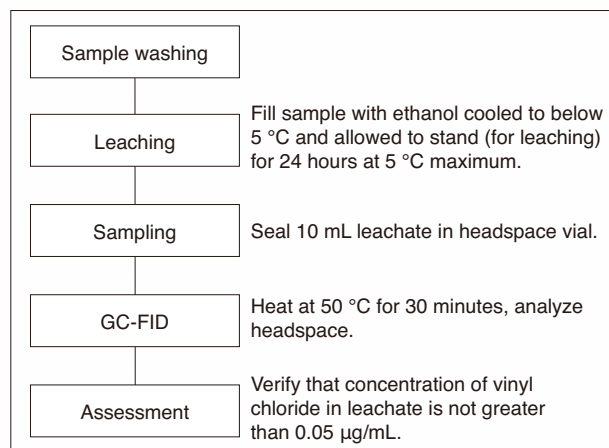 Sample washing
Leaching
Fill sample with ethanol cooled to below
5 °C and allowed to stand (for leaching)
for 24 hours at 5 °C maximum.
Sampling
Seal 10 mL leachate in headspace vial.
GC-FID
Heat at 50 °C for 30 minutes, analyze
headspace.
Assessment
Verify that concentration of vinyl
chloride in leachate is not greater
than 0.05 µg/mL.